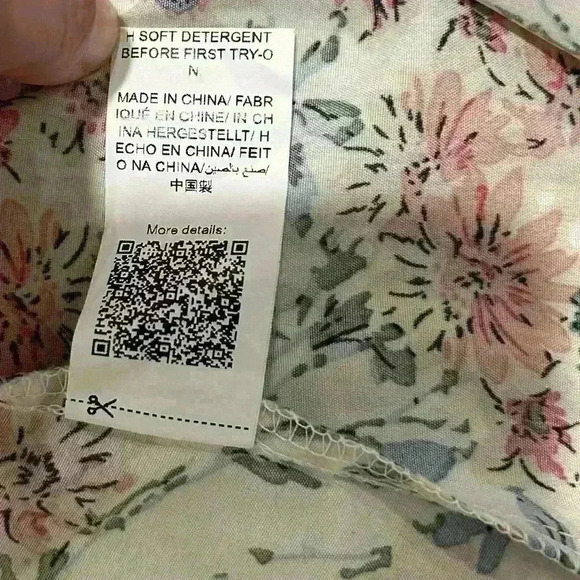 H SOFT DETERGENT
BEFORE FIRST TRY-O
N
MADE IN CHINA/ FABR
IQUÉ EN CHINE/ IN CH
INA HERGESTELLT/ H
ECHO EN CHINA/ FEIT
O NA CHINA/صنع بالصين/
中国製
More details: